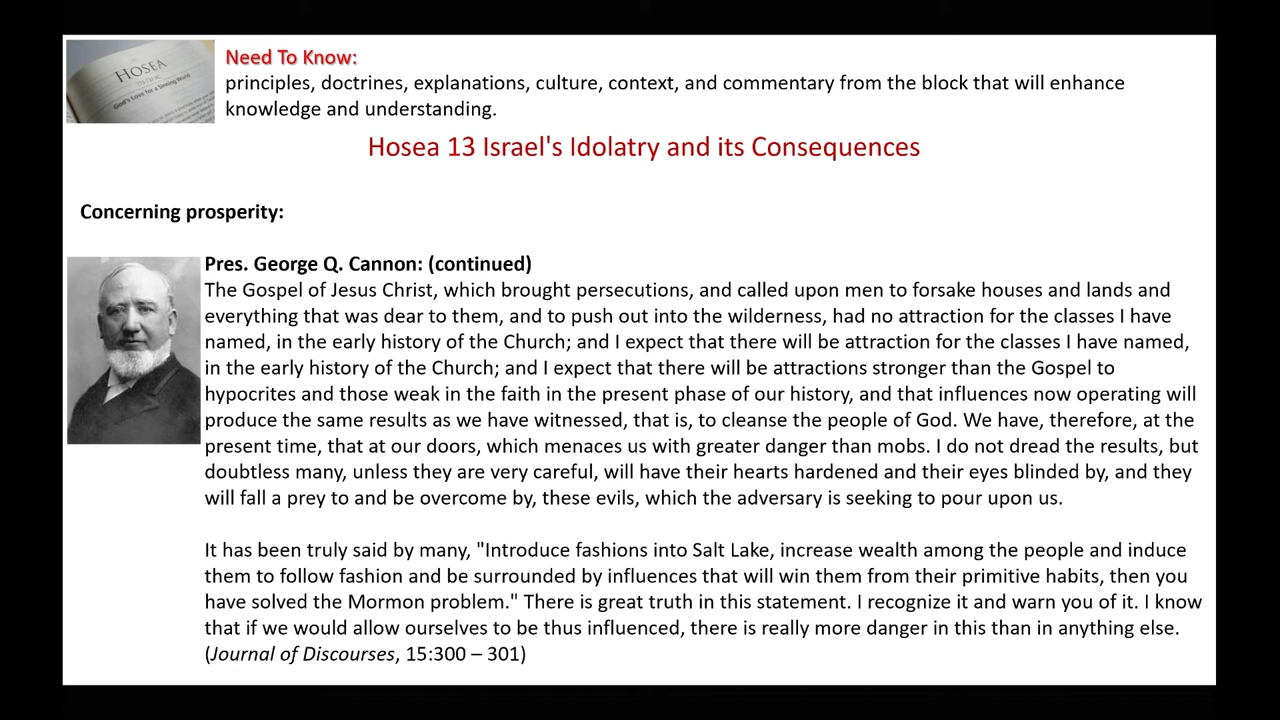 HOSEA
God's Love for a Sinning World
Need To Know:
principles, doctrines, explanations, culture, context, and commentary from the block that will enhance
knowledge and understanding.
Hosea 13 Israel's Idolatry and its Consequences
Concerning prosperity:
Pres. George Q. Cannon: (continued)
The Gospel of Jesus Christ, which brought persecutions, and called upon men to forsake houses and lands and
everything that was dear to them, and to push out into the wilderness, had no attraction for the classes I have
named, in the early history of the Church; and I expect that there will be attraction for the classes I have named,
in the early history of the Church; and I expect that there will be attractions stronger than the Gospel to
hypocrites and those weak in the faith in the present phase of our history, and that influences now operating will
produce the same results as we have witnessed, that is, to cleanse the people of God. We have, therefore, at the
present time, that at our doors, which menaces us with greater danger than mobs. I do not dread the results, but
doubtless many, unless they are very careful, will have their hearts hardened and their eyes blinded by, and they
will fall a prey to and be overcome by, these evils, which the adversary is seeking to pour upon us.
It has been truly said by many, "Introduce fashions into Salt Lake, increase wealth among the people and induce
them to follow fashion and be surrounded by influences that will win them from their primitive habits, then you
have solved the Mormon problem." There is great truth in this statement. I recognize it and warn you of it. I know
that if we would allow ourselves to be thus influenced, there is really more danger in this than in anything else.
(Journal of Discourses, 15:300 – 301)